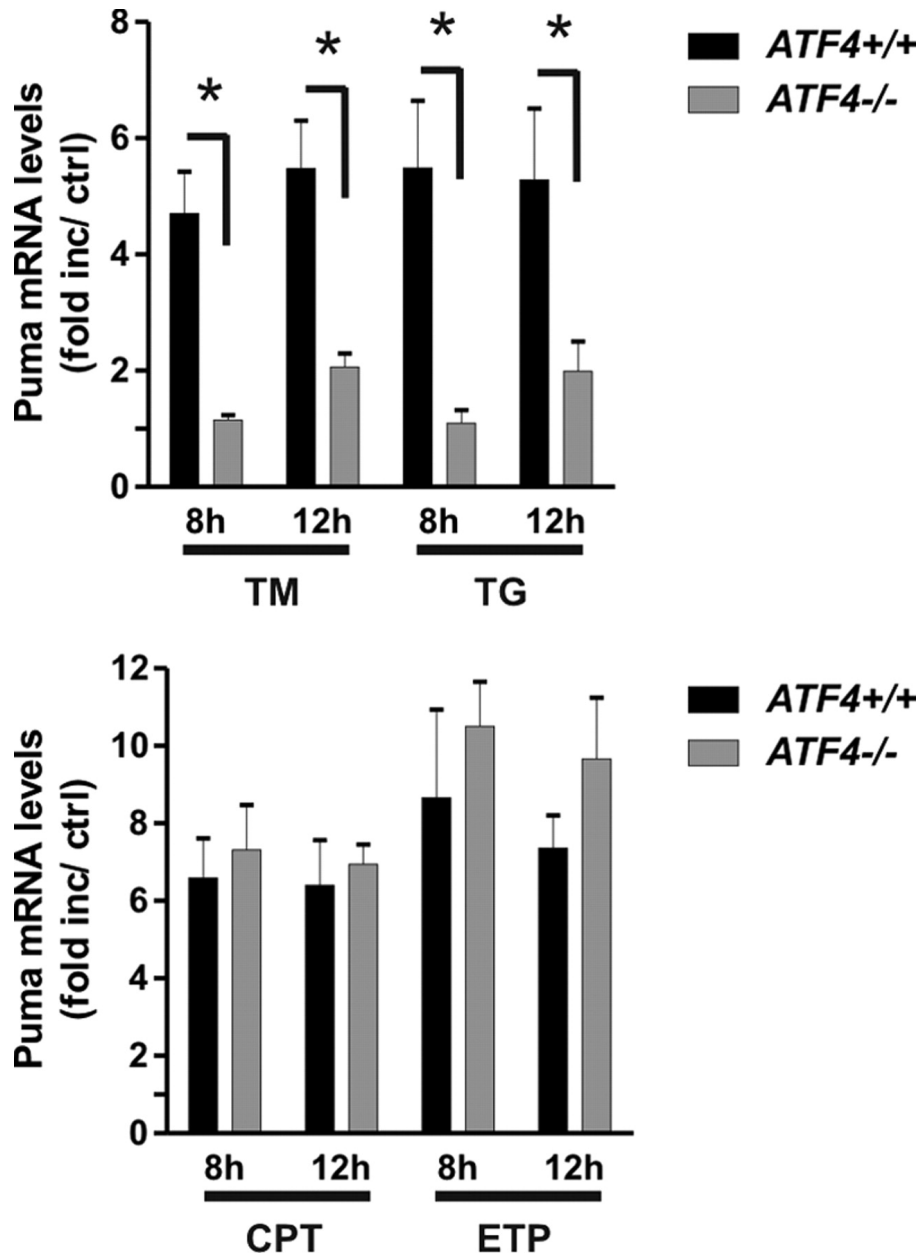 Puma mRNA levels
(fold inc/ ctrl)
8
6
4
2
0
*
*
*
*
ATF4+/+
ATF4-/-
8h
12h
8h
12h
TM
TG
Puma mRNA levels
(fold inc/ ctrl)
12
10
8
6
4
2
0
ATF4+/+
ATF4-/-
8h
12h
8h
12h
CPT
ETP